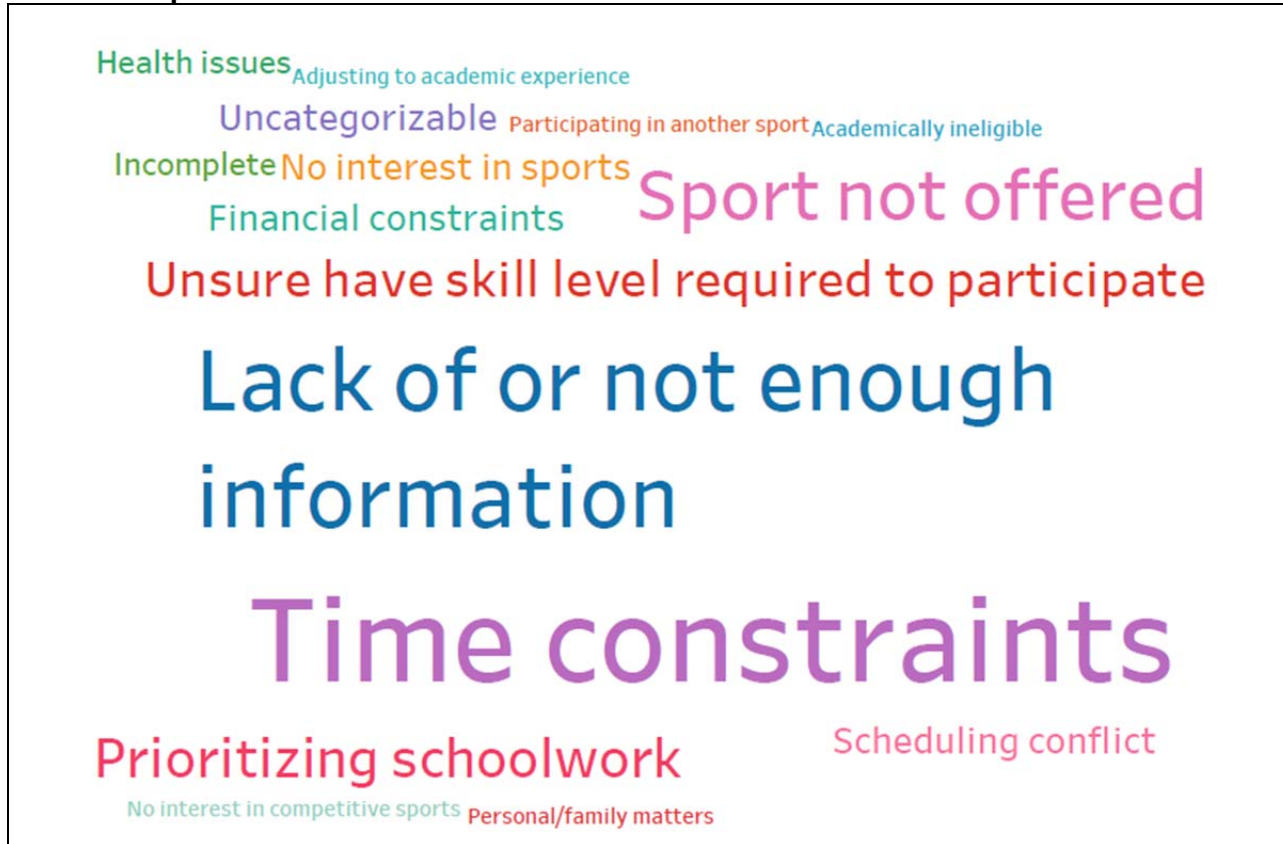 Health issues
Adjusting to academic experience
Uncategorizable
Participating in another sport
Academically ineligible
Incomplete
No interest in sports
Sport not offered
Financial constraints
Unsure have skill level required to participate
Lack of or not enough
information
Time constraints
Prioritizing schoolwork
Scheduling conflict
No interest in competitive sports
Personal/family matters